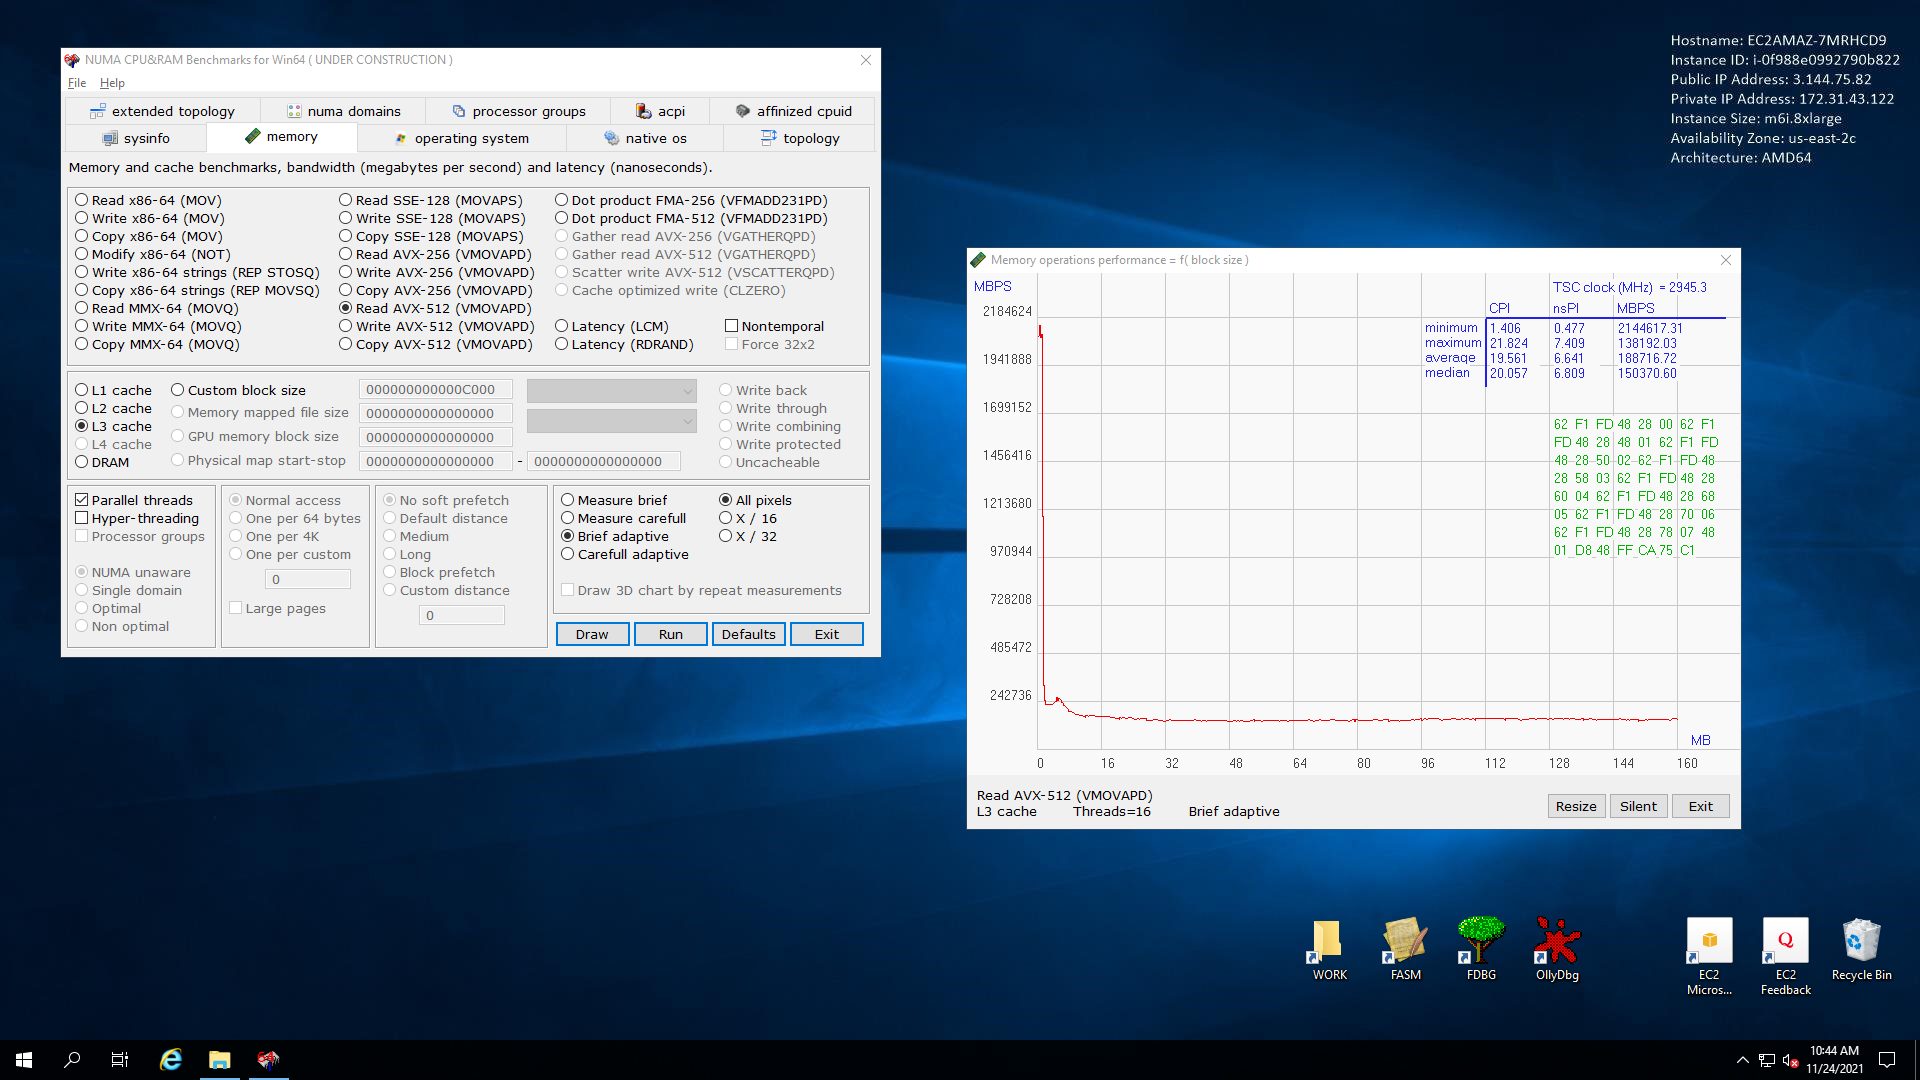 Hostname: EC2AMAZ-7MRHCD9
Instance ID: i-0f988e0992790b822
Public IP Address: 3.144.75.82
Private IP Address: 172.31.43.122
Instance Size: m6i.8xlarge
Availability Zone: us-east-2c
Architecture: AMD64
NUMA CPU&RAM Benchmarks for Win64 ( UNDER CONSTRUCTION )
File Help
extended topology numa domains processor groups acpi affinized cpuid
sysinfo memory operating system native os topology
Memory and cache benchmarks, bandwidth (megabytes per second) and latency (nanoseconds).
Read x86-64 (MOV) Read SSE-128 (MOVAPS) Dot product FMA-256 (VFMADD231PD)
Write x86-64 (MOV) Write SSE-128 (MOVAPS) Dot product FMA-512 (VFMADD231PD)
Copy x86-64 (MOV) Copy SSE-128 (MOVAPS) Gather read AVX-256 (VGATHERQPD)
Modify x86-64 (NOT) Read AVX-256 (VMOVAPD) Gather read AVX-512 (VGATHERQPD)
Write x86-64 strings (REP STOSQ) Write AVX-256 (VMOVAPD) Scatter write AVX-512 (VSCATTERQPD)
Copy x86-64 strings (REP MOVSQ) Copy AVX-256 (VMOVAPD) Cache optimized write (CLZERO)
Read MMX-64 (MOVQ) Read AVX-512 (VMOVAPD)
Write MMX-64 (MOVQ) Write AVX-512 (VMOVAPD) Latency (LCM) Nontemporal
Copy MMX-64 (MOVQ) Copy AVX-512 (VMOVAPD) Latency (RDRAND) Force 32x2
L1 cache Custom block size 000000000000C000 Write back
L2 cache Memory mapped file size 0000000000000000 Write through
L3 cache Write combining
L4 cache GPU memory block size 0000000000000000 Write protected
DRAM Physical map start-stop 0000000000000000 - 0000000000000000 Uncacheable
Parallel threads Normal access No soft prefetch Measure brief All pixels
Hyper-threading One per 64 bytes Default distance Measure carefull X / 16
Processor groups One per 4K Medium Brief adaptive X / 32
One per custom Long Carefull adaptive
NUMA unaware 0 Block prefetch
Single domain Custom distance Draw 3D chart by repeat measurements
Optimal Large pages 0
Non optimal
Draw Run Defaults Exit
Memory operations performance = f( block size )
MBPS TSC clock (MHz) = 2945.3
CPI nsPI MBPS
minimum 1.406 0.477 2144617.31
maximum 21.824 7.409 138192.03
average 19.561 6.641 188716.72
median 20.057 6.809 150370.60
2184624
1941888
1699152
1456416
1213680
970944
728208
485472
242736
62 F1 FD 48 28 00 62 F1
FD 48 28 48 01 62 F1 FD
48 28 50 02 62 F1 FD 48
28 58 03 62 F1 FD 48 28
60 04 62 F1 FD 48 28 68
05 62 F1 FD 48 28 70 06
62 F1 FD 48 28 78 07 48
01 D8 48 FF CA 75 C1
MB
0 16 32 48 64 80 96 112 128 144 160
Read AVX-512 (VMOVAPD)
L3 cache Threads=16 Brief adaptive
Resize Silent Exit
WORK FASM FDBG OllyDbg EC2 Micros... EC2 Feedback Recycle Bin
10:44 AM
11/24/2021